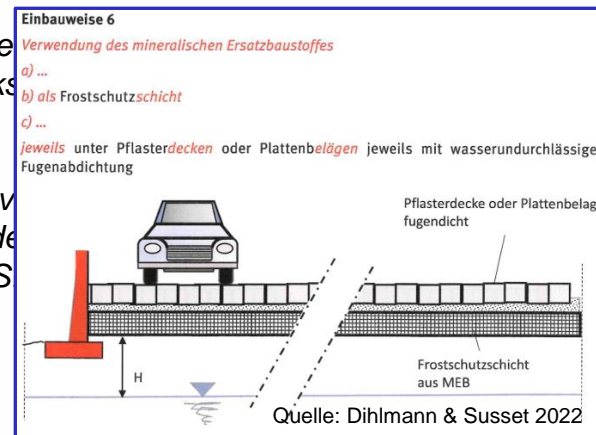 Einbauweise 6
Verwendung des mineralischen Ersatzbaustoffes
a) ...
b) als Frostschutzschicht
c) ...
jeweils unter Pflasterdecken oder Plattenbelägen jeweils mit wasserundurchlässige
Fugenabdichtung
Pflasterdecke oder Plattenbelag
fugendicht
H
Frostschutzschicht
aus MEB
Quelle: Dihlmann & Susset 2022